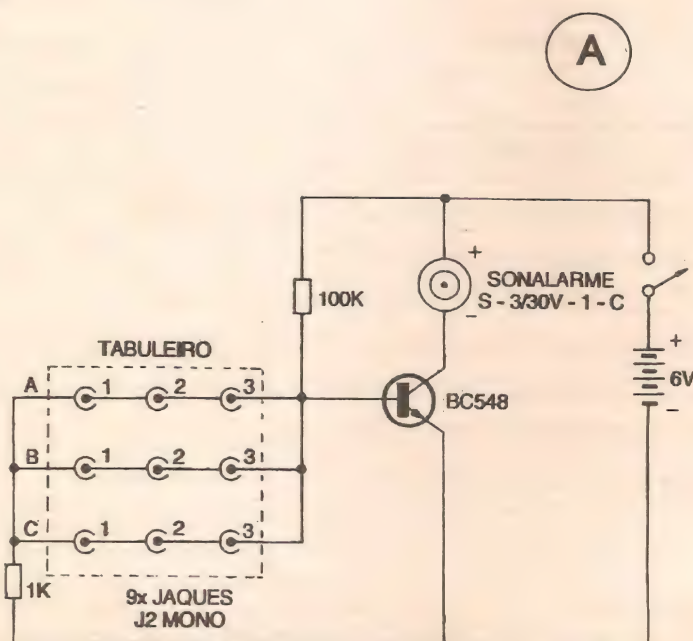 A
+
SONALARME
S - 3/30V - 1 - C
100K
-
TABULEIRO
+
6V
-
A 1 2 3
BC548
B 1 2 3
C 1 2 3
1K
9x JAQUES
J2 MONO